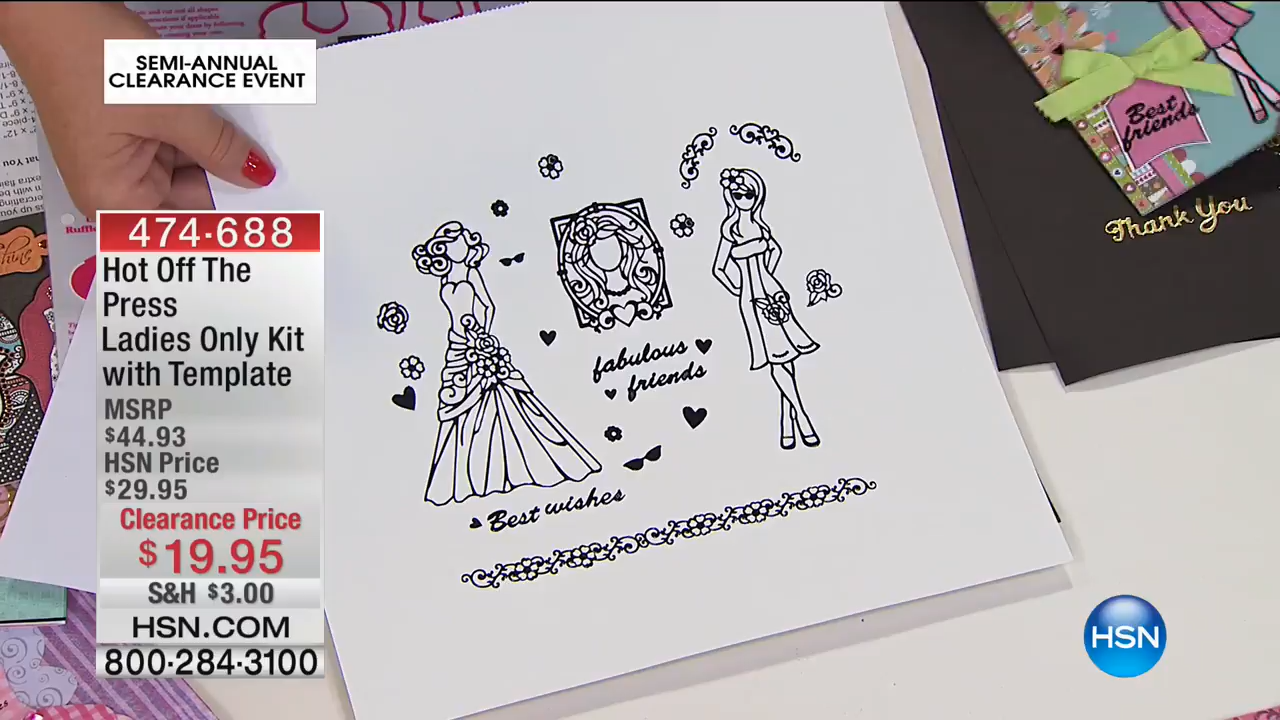 SEMI-ANNUAL
CLEARANCE EVENT
474-688
Hot Off The
Press
Ladies Only Kit
with Template
MSRP
$44.93
HSN Price
$29.95
Clearance Price
$19.95
S&H $3.00
HSN.COM
800-284-3100
fabulous
friends
Best wishes
Best
friends
Thank You
HSN